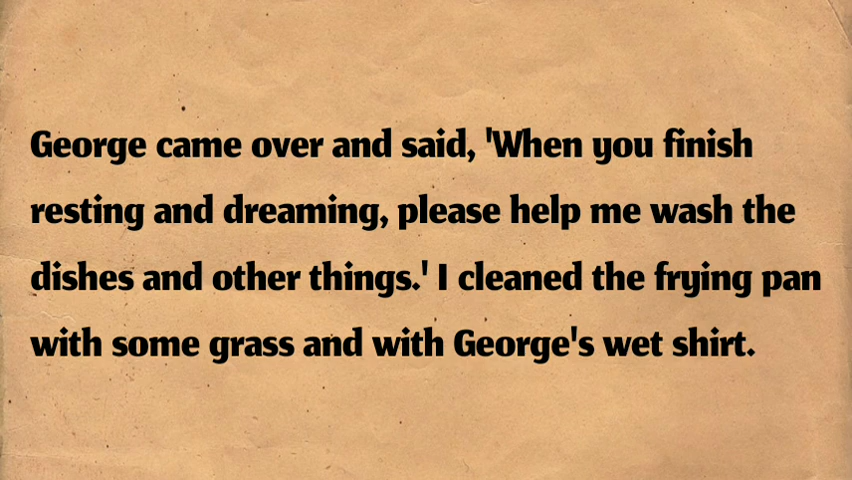 George came over and said, 'When you finish
resting and dreaming, please help me wash the
dishes and other things.' I cleaned the frying pan
with some grass and with George's wet shirt.